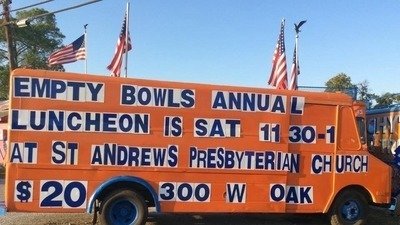 EMPTY BOWLS ANNUAL
LUNCHEON IS SAT 11 30-1
AT ST ANDREWS PRESBYTERIAN CHURCH
$20 300 W OAK